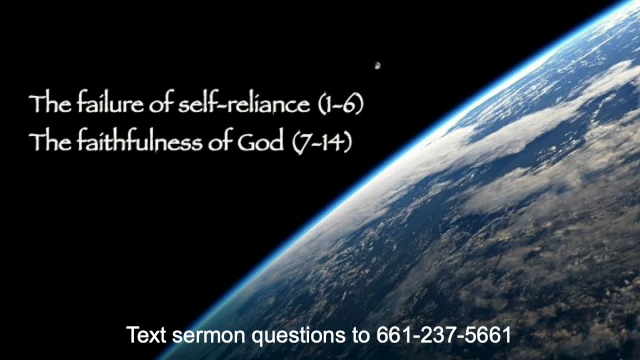 The failure of self-reliance (1-6)
The faithfulness of God (7-14)
Text sermon questions to 661-237-5661